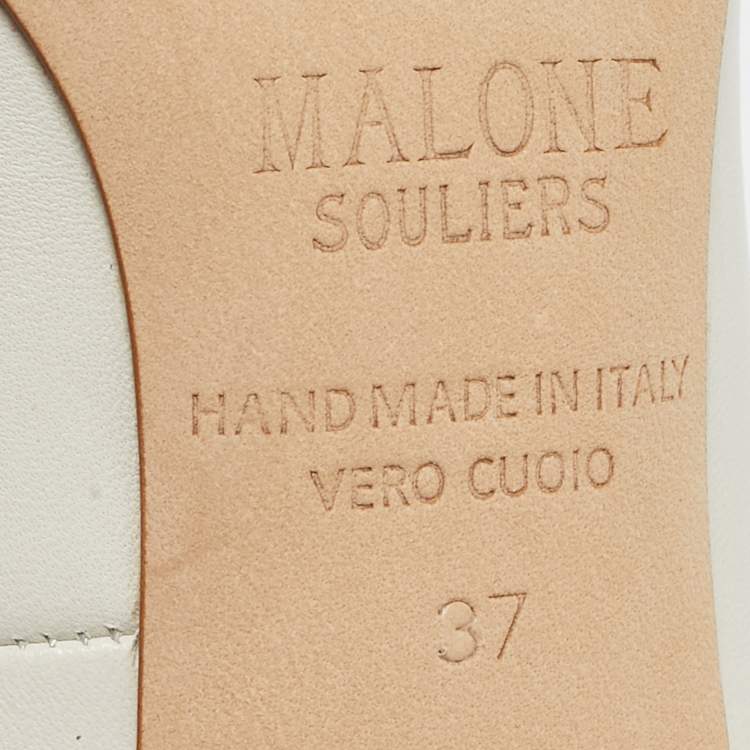 MALONE
SOULIERS
HAND MADE IN ITALY
VERO CUOIO
37